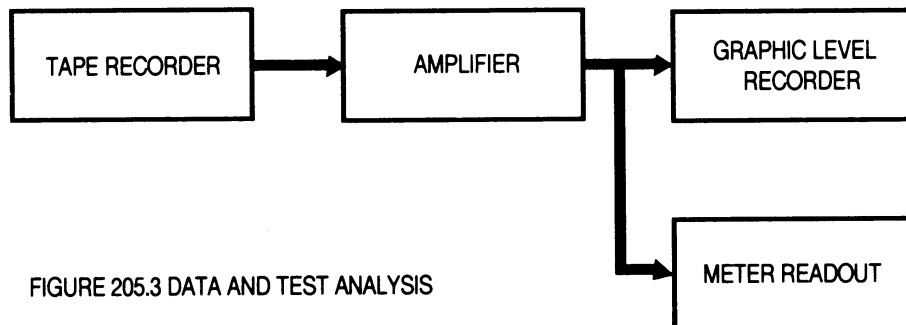 TAPE RECORDER
AMPLIFIER
GRAPHIC LEVEL
RECORDER
METER READOUT
FIGURE 205.3 DATA AND TEST ANALYSIS